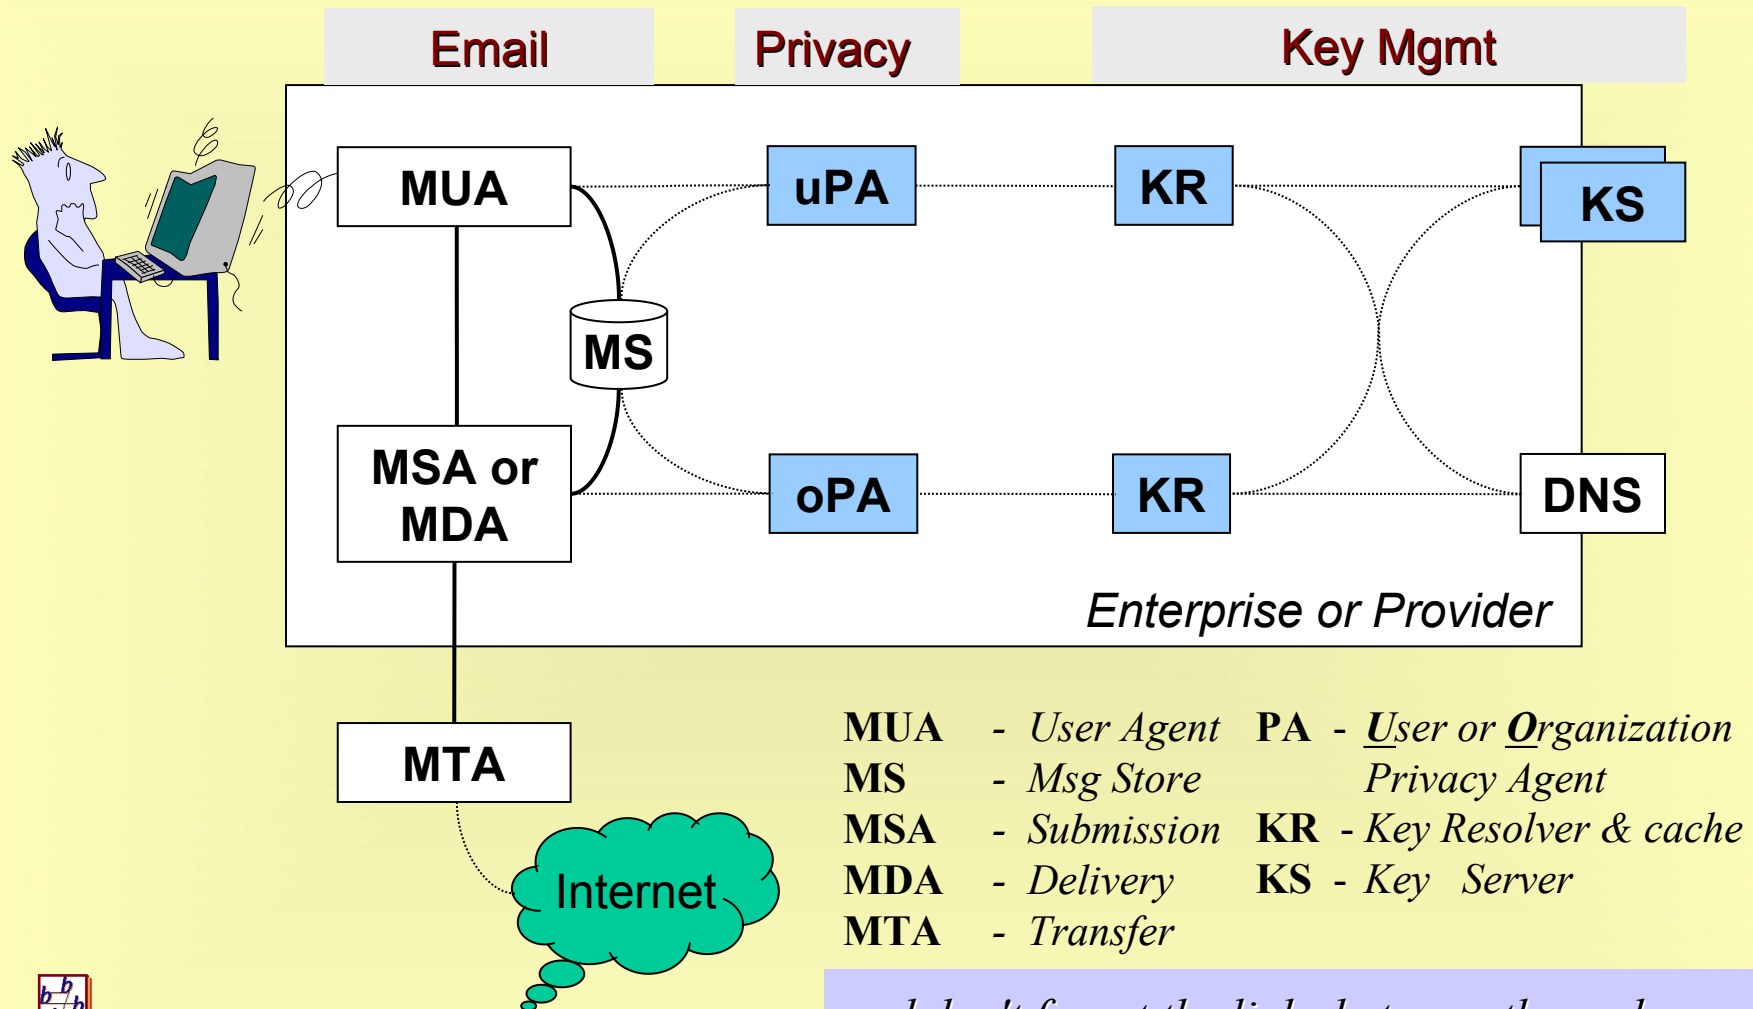 Email
Privacy
Key Mgmt
MUA
uPA
KR
KS
MS
MSA or
MDA
oPA
KR
DNS
Enterprise or Provider
MTA
Internet
MUA - User Agent
MS - Msg Store
MSA - Submission
MDA - Delivery
MTA - Transfer
PA - User or Organization
Privacy Agent
KR - Key Resolver & cache
KS - Key Server
b b b